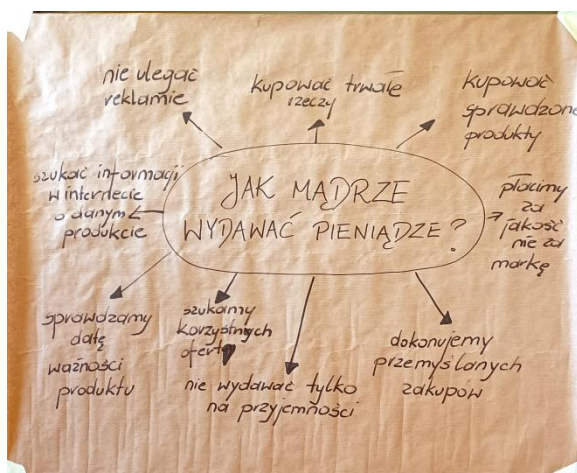 nie ulegać
reklamie
kupować trwałe
rzeczy
kupować
sprawdzone
produkty
szukać informacji
w internecie
o danym
produkcie
JAK MĄDRZE
WYDAWAĆ PIENIĄDZE?
płacimy
za
jakość
nie za
markę
sprawdzamy
datę
ważności
produktu
szukamy
korzystnych
ofert
nie wydawać tylko
na przyjemności
dokonujemy
przemyślanych
zakupów